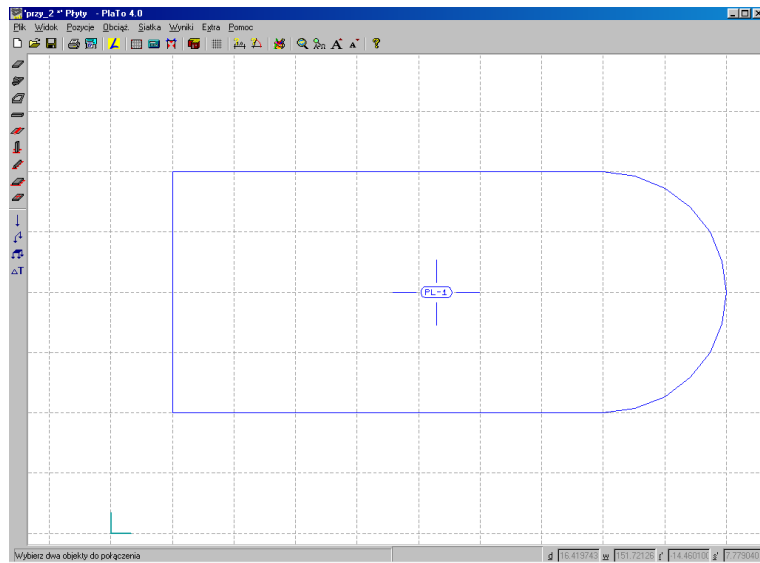 *przy_2 *' Płyty - PlaTo 4.0
Plik Widok Pozycje Obciąż. Siatka Wyniki Extra Pomoc
A A ?
ΔT
PL-1
Wybierz dwa objekty do połączenia d 16.419743 w 151.72126 r' -14.460100 s' 7.779040